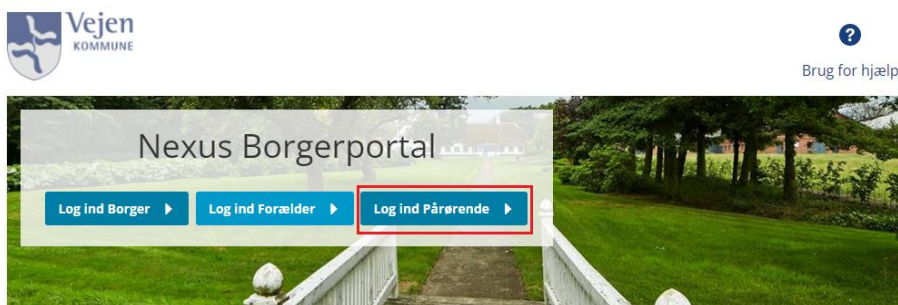 Vejen
KOMMUNE
Brug for hjælp
Nexus Borgerportal
Log ind Borger
Log ind Forælder
Log ind Pårørende